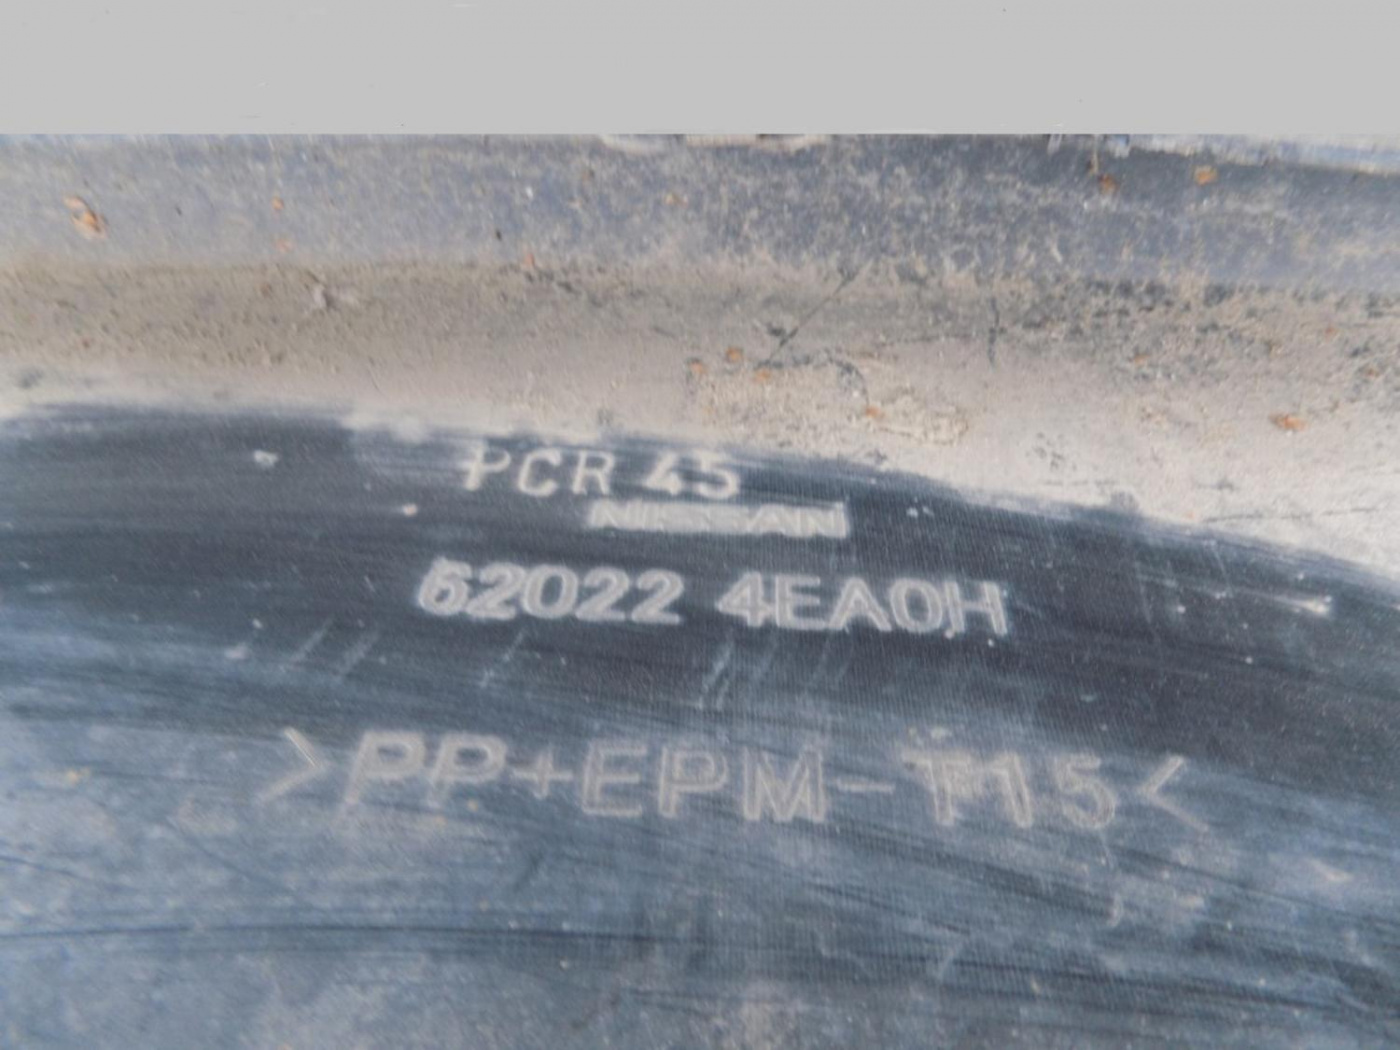 PCR 45
NISSAN
62022 4EA0H
>PP+EPM-T15<